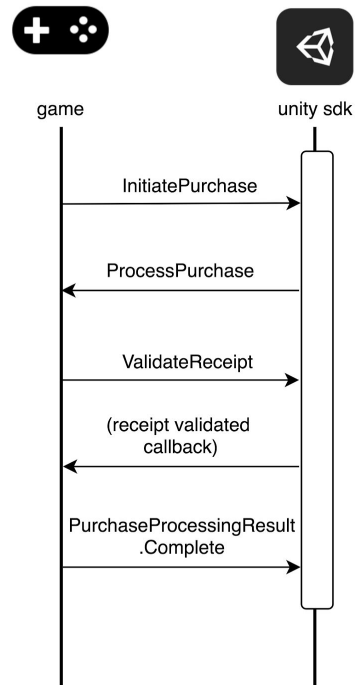 game
unity sdk
InitiatePurchase
ProcessPurchase
ValidateReceipt
(receipt validated
callback)
PurchaseProcessingResult
.Complete